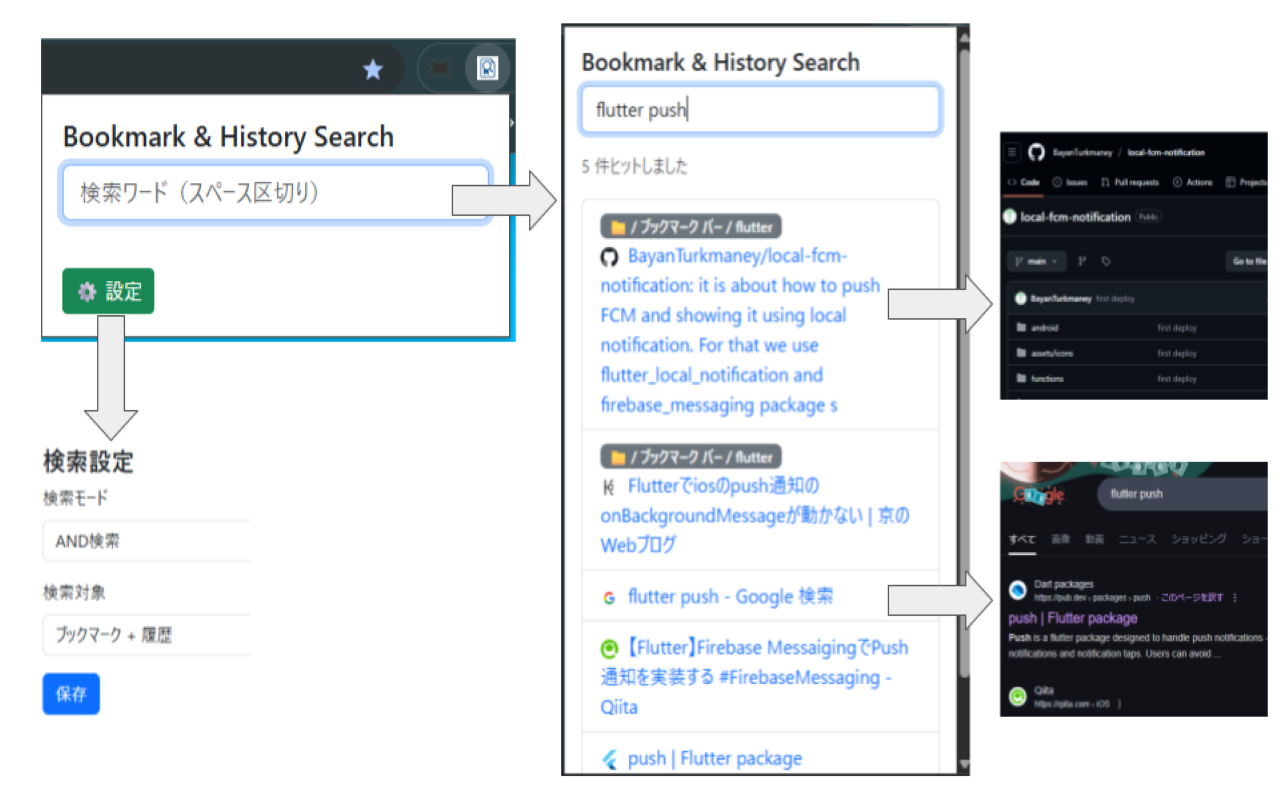 Bookmark & History Search
検索ワード（スペース区切り）
設定
検索設定
検索モード
AND検索
検索対象
ブックマーク + 履歴
保存
Bookmark & History Search
flutter push
5 件ヒットしました
/ ブックマーク バー / flutter
BayanTurkmaney/local-fcm-
notification: it is about how to push
FCM and showing it using local
notification. For that we use
flutter_local_notification and
firebase_messaging package s
/ ブックマーク バー / flutter
Flutterでiosのpush通知の
onBackgroundMessageが動かない | 京の
Webブログ
flutter push - Google 検索
【Flutter】Firebase MessaigingでPush
通知を実装する #FirebaseMessaging -
Qiita
push | Flutter package
BayanTurkmaney / local-fcm-notification
Code Issues Pull requests Actions Projects
local-fcm-notification Public
main Go to file
BayanTurkmaney first deploy
android first deploy
assets/icons first deploy
functions first deploy
Google flutter push
すべて 画像 動画 ニュース ショッピング ショー
Dart packages
https://pub.dev › packages › push · このページを訳す
push | Flutter package
Push is a flutter package designed to handle push notifications -
notifications and notification taps. Users can avoid ...
Qiita
https://qiita.com › iOS